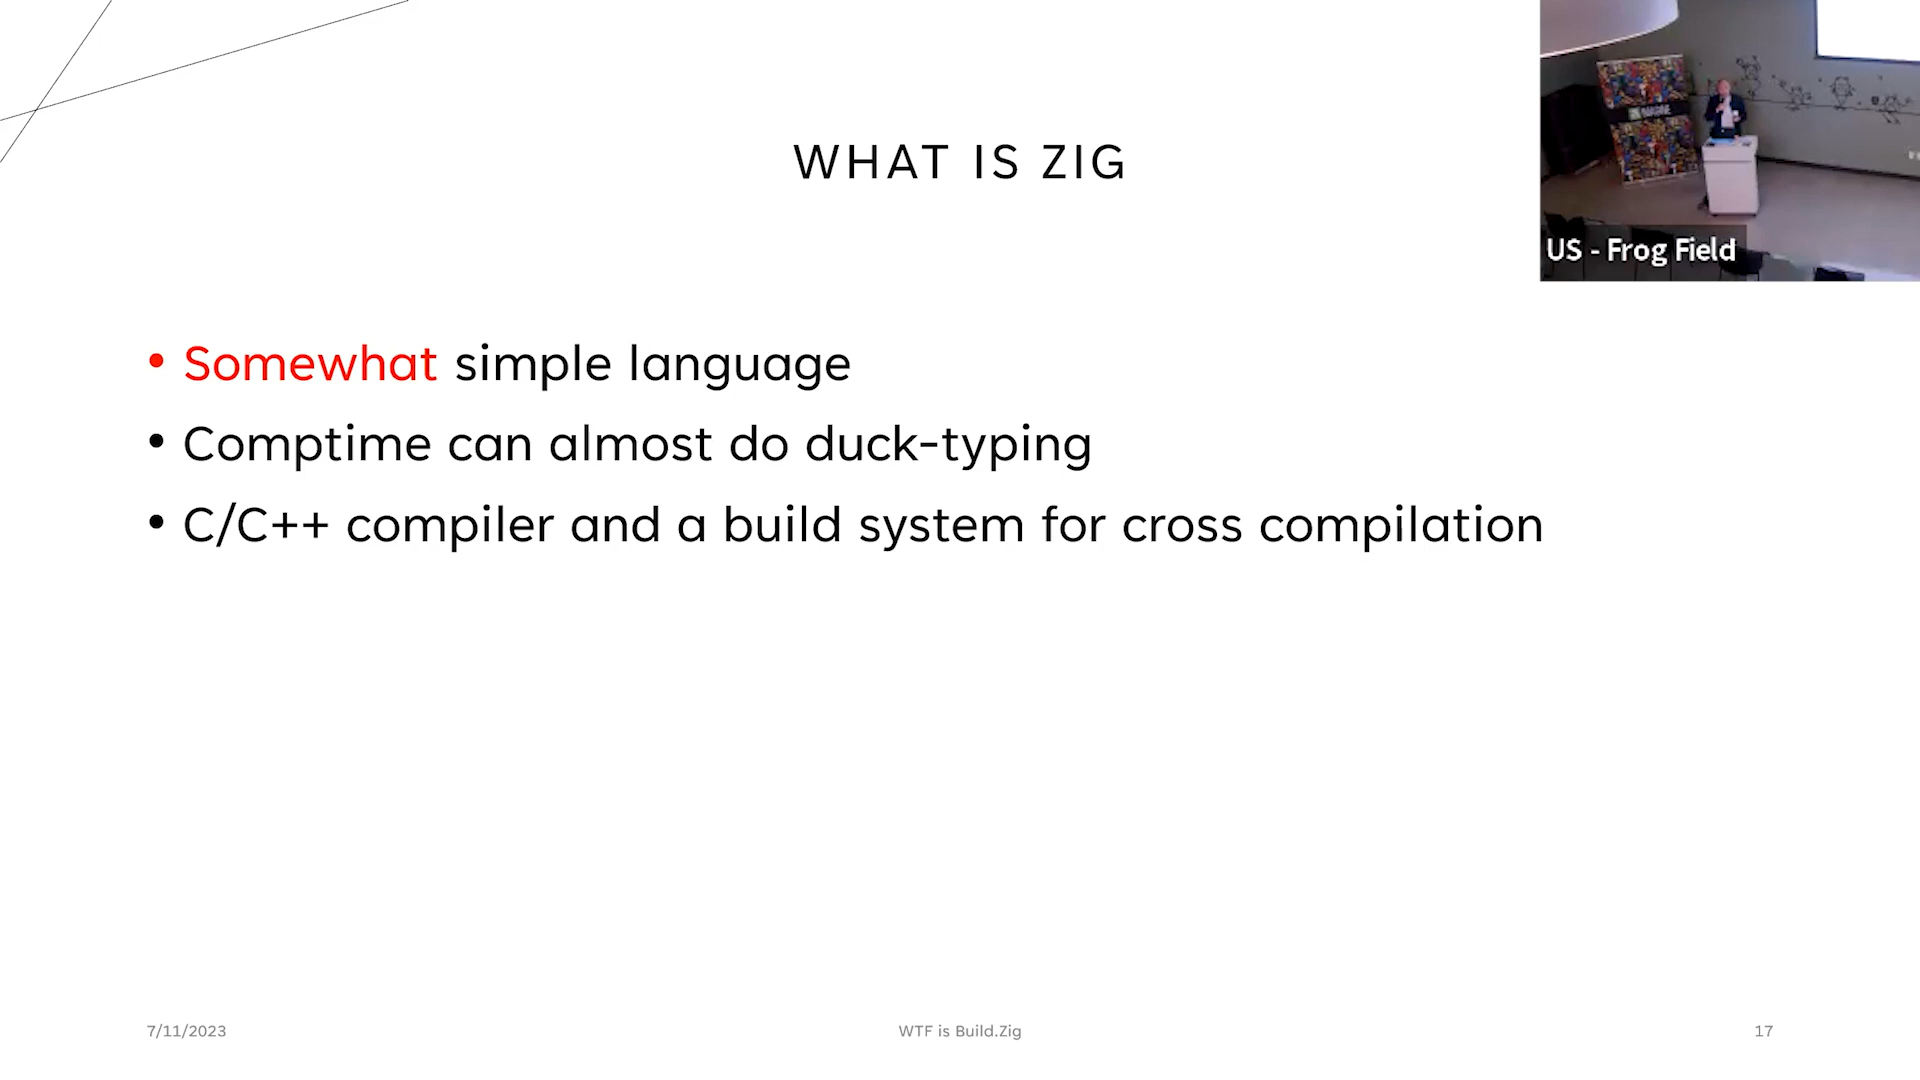 WHAT IS ZIG
US - Frog Field
• Somewhat simple language
• Comptime can almost do duck-typing
• C/C++ compiler and a build system for cross compilation
7/11/2023
WTF is Build.Zig
17